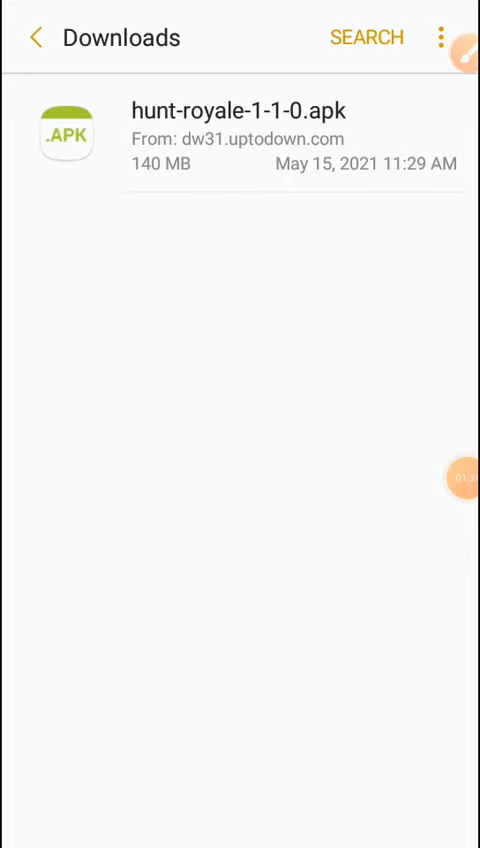 Downloads
SEARCH
.APK
hunt-royale-1-1-0.apk
From: dw31.uptodown.com
140 MB
May 15, 2021 11:29 AM